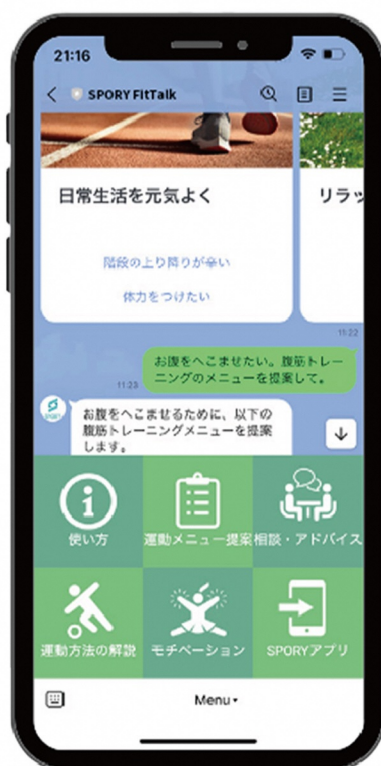 21:16
SPORY FitTalk
日常生活を元気よく
リラッ
階段の上り降りが辛い
体力をつけたい
11:22
お腹をへこませたい。腹筋トレー
ニングのメニューを提案して。
11:23
お腹をへこませるために、以下の
腹筋トレーニングメニューを提案
します。
SPORY
使い方
運動メニュー提案
相談・アドバイス
運動方法の解説
モチベーション
SPORYアプリ
Menu